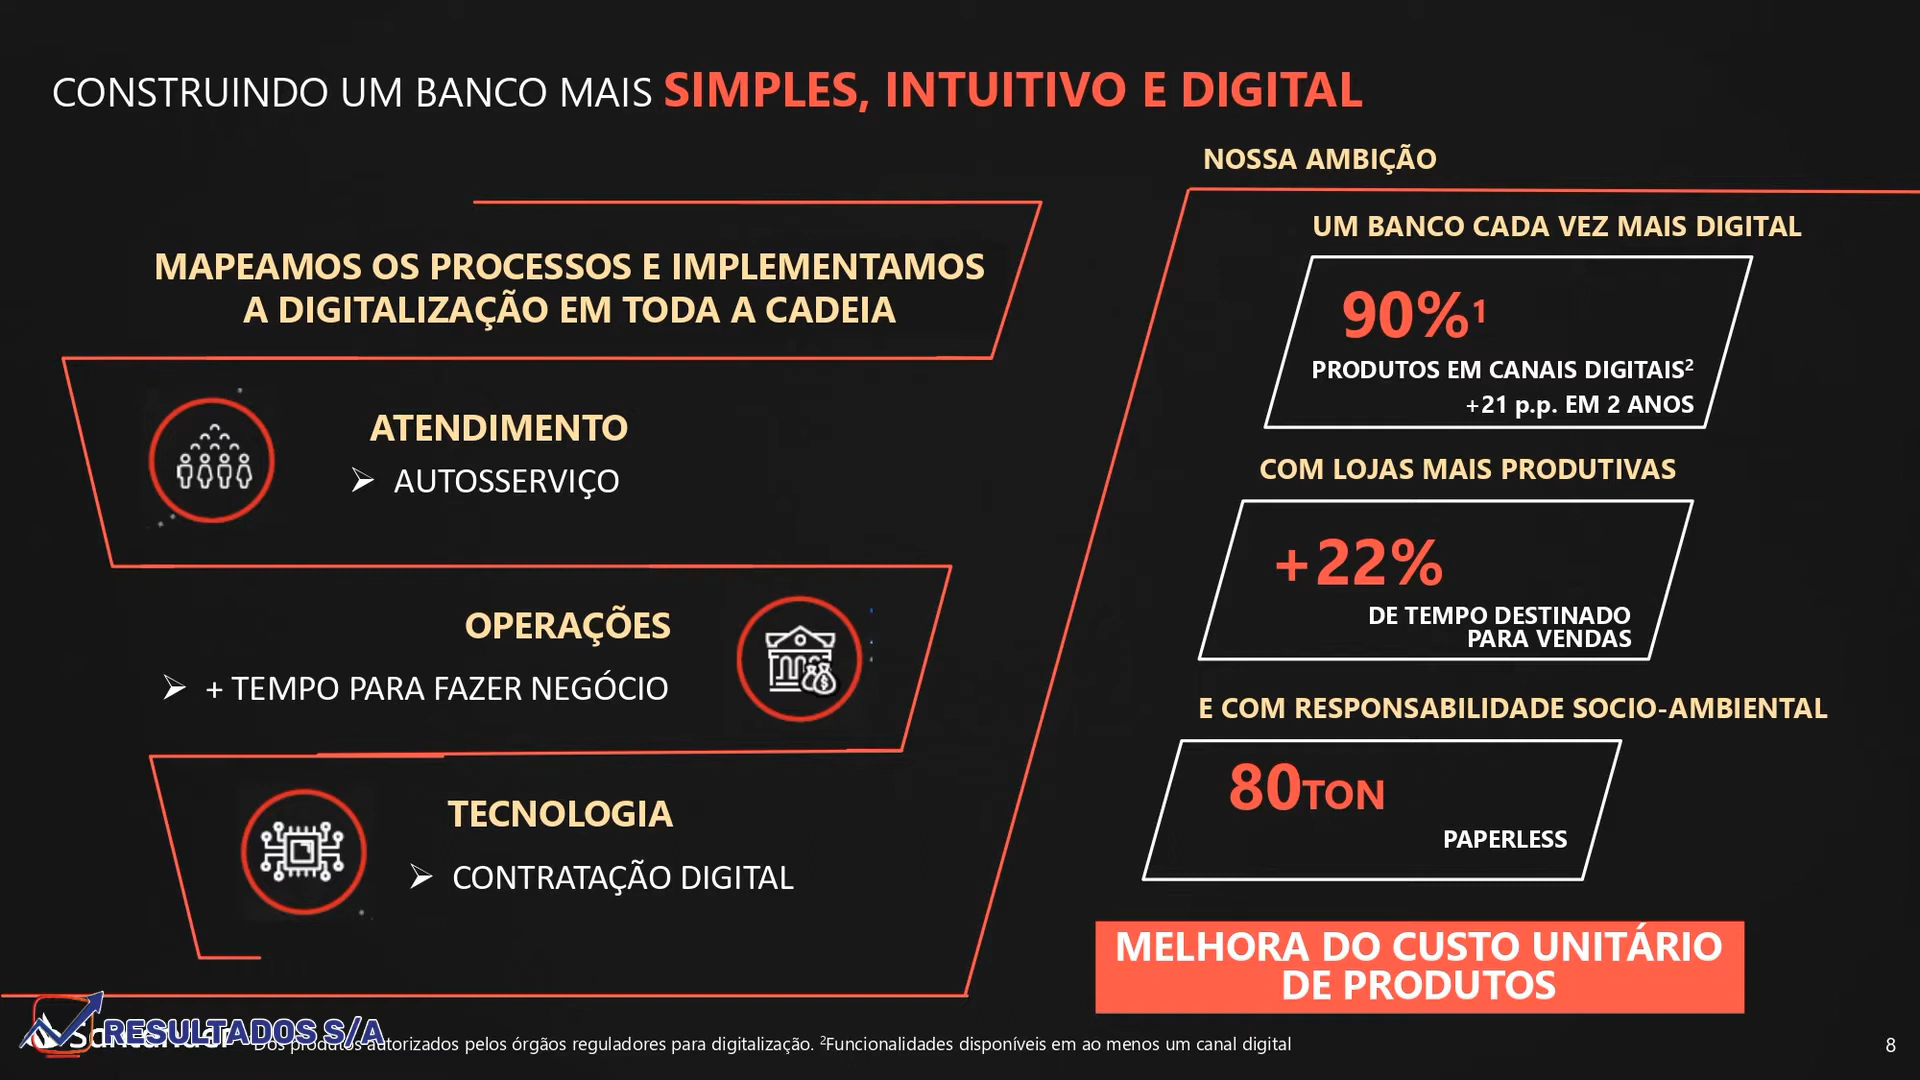 CONSTRUINDO UM BANCO MAIS SIMPLES, INTUITIVO E DIGITAL
MAPEAMOS OS PROCESSOS E IMPLEMENTAMOS
A DIGITALIZAÇÃO EM TODA A CADEIA
ATENDIMENTO
➢ AUTOSSERVIÇO
OPERAÇÕES
➢ + TEMPO PARA FAZER NEGÓCIO
TECNOLOGIA
➢ CONTRATAÇÃO DIGITAL
NOSSA AMBIÇÃO
UM BANCO CADA VEZ MAIS DIGITAL
90%¹
PRODUTOS EM CANAIS DIGITAIS²
+21 p.p. EM 2 ANOS
COM LOJAS MAIS PRODUTIVAS
+22%
DE TEMPO DESTINADO
PARA VENDAS
E COM RESPONSABILIDADE SOCIO-AMBIENTAL
80TON
PAPERLESS
MELHORA DO CUSTO UNITÁRIO
DE PRODUTOS
Santander
RESULTADOS S/A
Dos produtos autorizados pelos órgãos reguladores para digitalização. ²Funcionalidades disponíveis em ao menos um canal digital
8